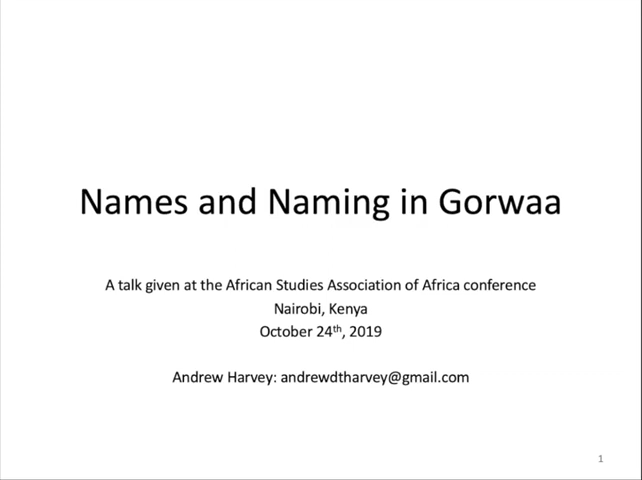 Names and Naming in Gorwaa
A talk given at the African Studies Association of Africa conference
Nairobi, Kenya
October 24th, 2019
Andrew Harvey: andrewdtharvey@gmail.com
1